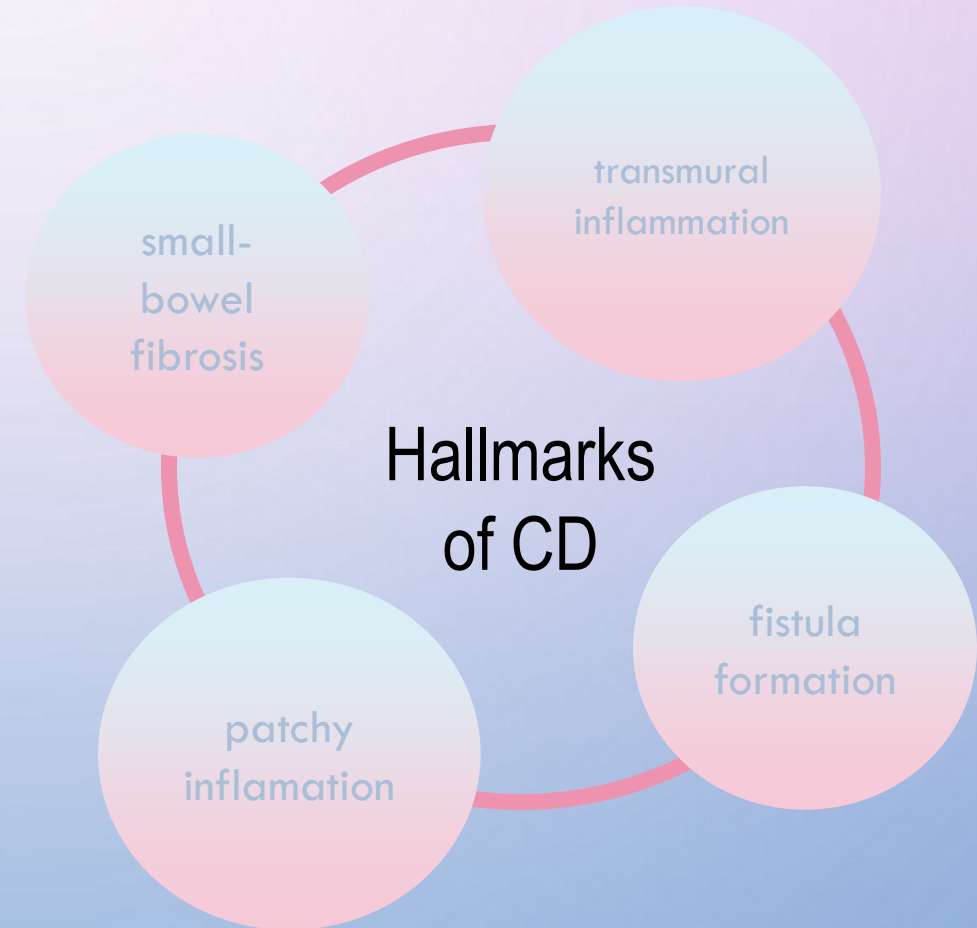 transmural
inflammation
small-
bowel
fibrosis
Hallmarks
of CD
fistula
formation
patchy
inflamation